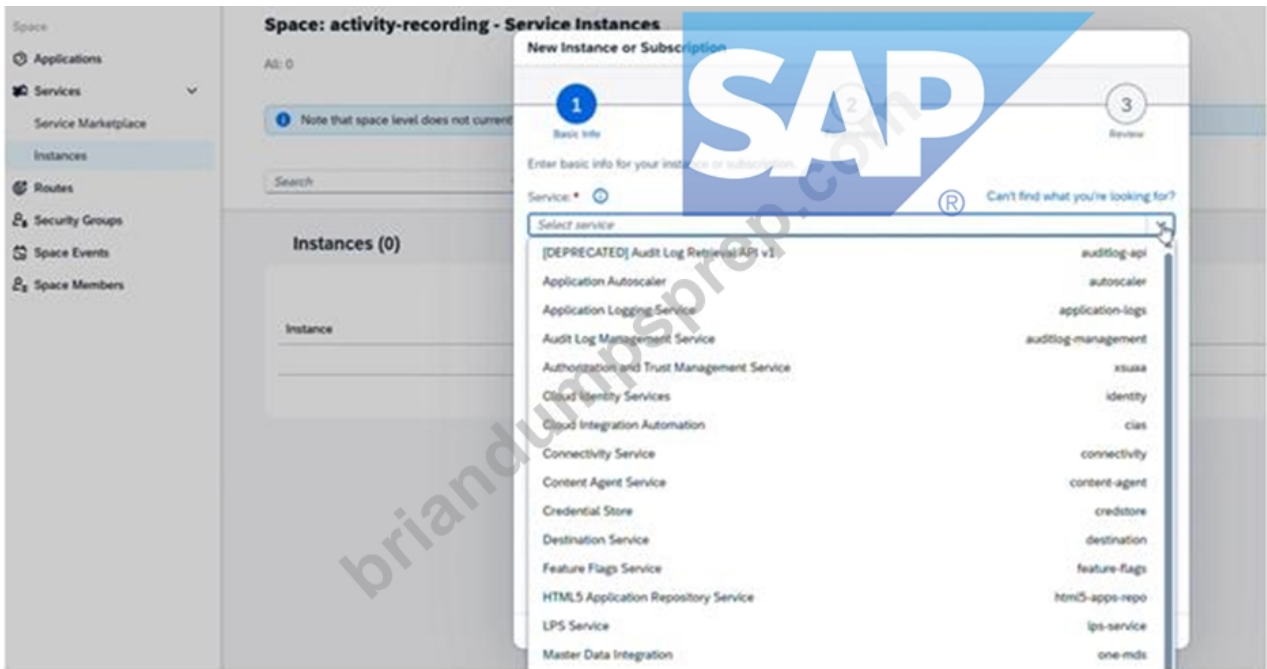 Space
Applications
Services
Service Marketplace
Instances
Routes
Security Groups
Space Events
Space Members
Space: activity-recording - Service Instances
All: 0
Note that space level does not current
Search
Instances (0)
Instance
New Instance or Subscription
1
2
3
Basic Info
Review
Enter basic info for your instance or subscription.
Service: *
Can't find what you're looking for?
Select service
[DEPRECATED] Audit Log Retrieval API v1 auditlog-api
Application Autoscaler autoscaler
Application Logging Service application-logs
Audit Log Management Service auditlog-management
Authorization and Trust Management Service xsuaa
Cloud Identity Services identity
Cloud Integration Automation cias
Connectivity Service connectivity
Content Agent Service content-agent
Credential Store credstore
Destination Service destination
Feature Flags Service feature-flags
HTML5 Application Repository Service html5-apps-repo
LPS Service lps-service
Master Data Integration one-mds
SAP
®
briandumpsprep.com